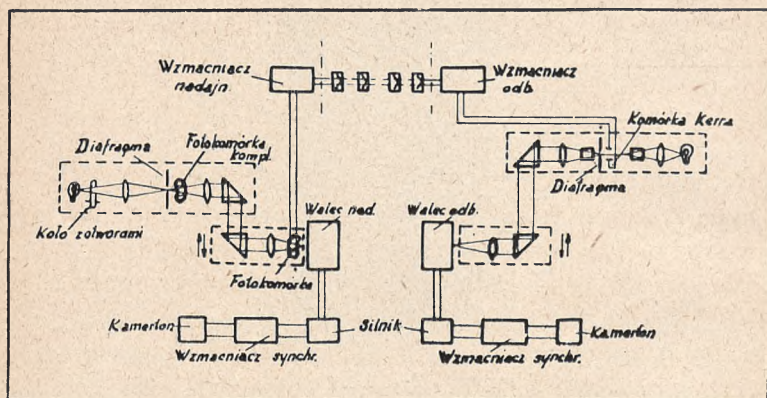 Wzmacniacz
nadajn.
Wzmacniacz
odb.
Komórka Kerra
Diafragma
Fotokomórka
kompl.
Diafragma
Koło z otworami
Walec nad.
Walec odb.
Fotokomórka
Kamerton
Silnik
Kamerton
Wzmacniacz synchr.
Wzmacniacz synchr.